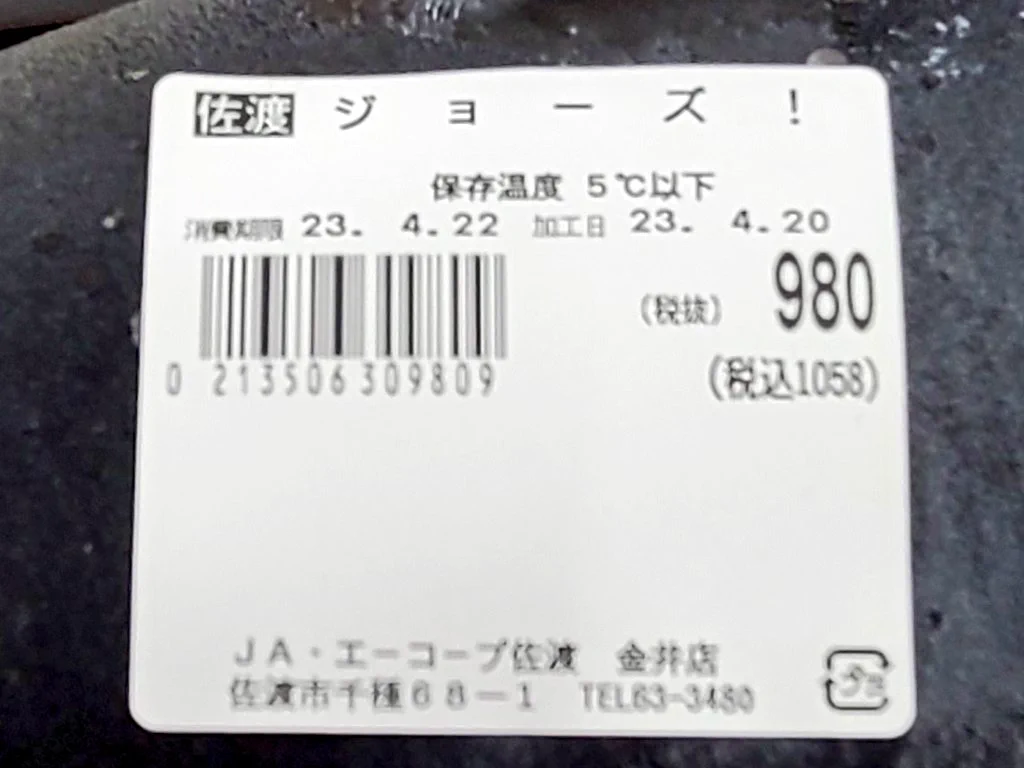 佐渡 ジョーズ!
保存温度 5℃以下
消費期限 23. 4.22 加工日 23. 4.20
(税抜) 980
0 213506 309809
(税込1058)
JA・エーコープ佐渡 金井店
佐渡市千種68-1 TEL63-3480
プラ